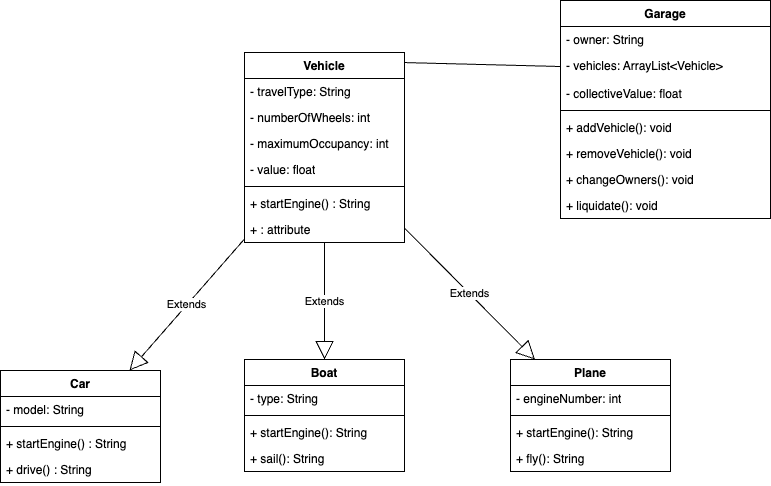 Garage
- owner: String
- vehicles: ArrayList<Vehicle>
- collectiveValue: float
+ addVehicle(): void
+ removeVehicle(): void
+ changeOwners(): void
+ liquidate(): void
Vehicle
- travelType: String
- numberOfWheels: int
- maximumOccupancy: int
- value: float
+ startEngine() : String
+ : attribute
Extends
Extends
Extends
Car
- model: String
+ startEngine() : String
+ drive() : String
Boat
- type: String
+ startEngine(): String
+ sail(): String
Plane
- engineNumber: int
+ startEngine(): String
+ fly(): String